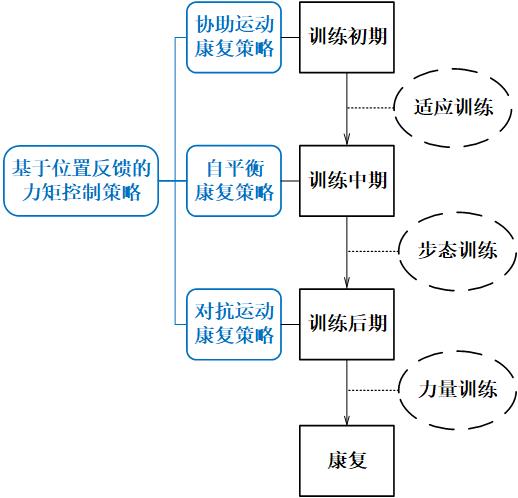 协助运动
康复策略
训练初期
适应训练
基于位置反馈的
力矩控制策略
自平衡
康复策略
训练中期
步态训练
对抗运动
康复策略
训练后期
力量训练
康复